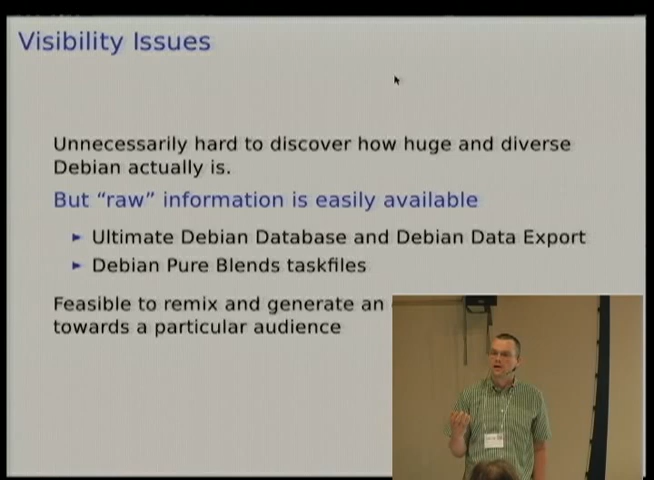 Visibility Issues
Unnecessarily hard to discover how huge and diverse
Debian actually is.
But “raw” information is easily available
Ultimate Debian Database and Debian Data Export
Debian Pure Blends taskfiles
Feasible to remix and generate an
towards a particular audience